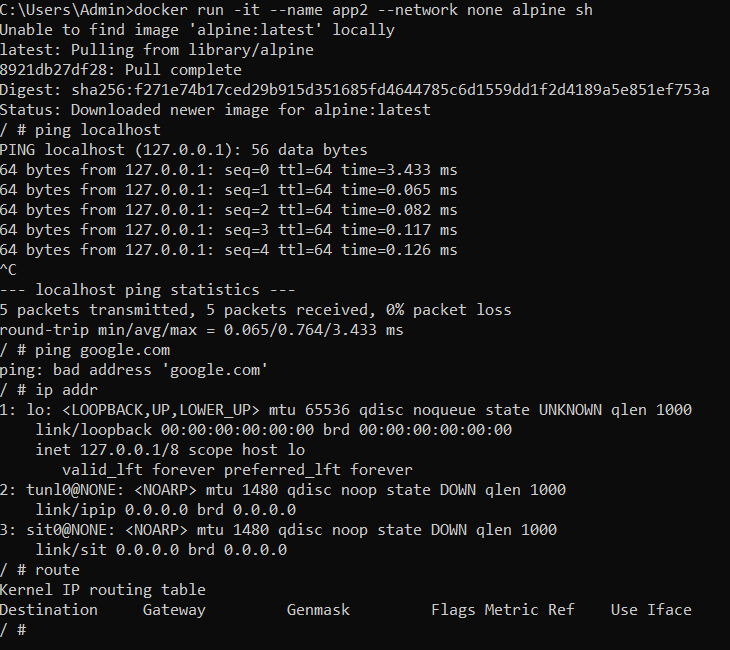 C:\Users\Admin>docker run -it --name app2 --network none alpine sh
Unable to find image 'alpine:latest' locally
latest: Pulling from library/alpine
8921db27df28: Pull complete
Digest: sha256:f271e74b17ced29b915d351685fd4644785c6d1559dd1f2d4189a5e851ef753a
Status: Downloaded newer image for alpine:latest
/ # ping localhost
PING localhost (127.0.0.1): 56 data bytes
64 bytes from 127.0.0.1: seq=0 ttl=64 time=3.433 ms
64 bytes from 127.0.0.1: seq=1 ttl=64 time=0.065 ms
64 bytes from 127.0.0.1: seq=2 ttl=64 time=0.082 ms
64 bytes from 127.0.0.1: seq=3 ttl=64 time=0.117 ms
64 bytes from 127.0.0.1: seq=4 ttl=64 time=0.126 ms
^C
--- localhost ping statistics ---
5 packets transmitted, 5 packets received, 0% packet loss
round-trip min/avg/max = 0.065/0.764/3.433 ms
/ # ping google.com
ping: bad address 'google.com'
/ # ip addr
1: lo: <LOOPBACK,UP,LOWER_UP> mtu 65536 qdisc noqueue state UNKNOWN qlen 1000
    link/loopback 00:00:00:00:00:00 brd 00:00:00:00:00:00
    inet 127.0.0.1/8 scope host lo
       valid_lft forever preferred_lft forever
2: tunl0@NONE: <NOARP> mtu 1480 qdisc noop state DOWN qlen 1000
    link/ipip 0.0.0.0 brd 0.0.0.0
3: sit0@NONE: <NOARP> mtu 1480 qdisc noop state DOWN qlen 1000
    link/sit 0.0.0.0 brd 0.0.0.0
/ # route
Kernel IP routing table
Destination     Gateway         Genmask         Flags Metric Ref    Use Iface
/ #